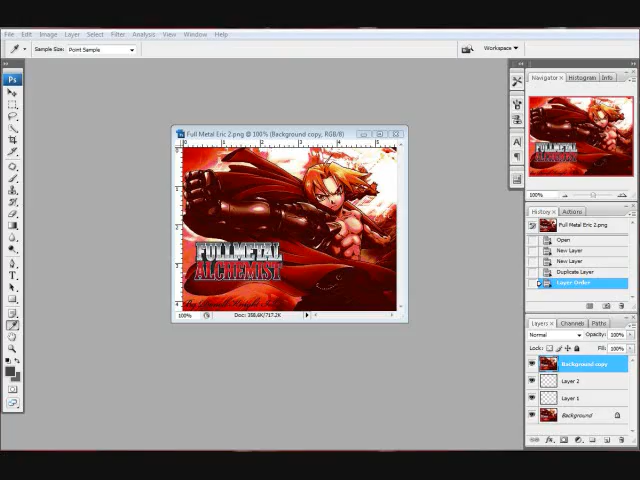 File Edit Image Layer Select Filter Analysis View Window Help
Sample Size: Point Sample
Workspace
Ps
Full Metal Eric 2.png @ 100% (Background copy, RGB/8)
FULLMETAL
ALCHEMIST
100% Doc: 358,6K/717,2K
Navigator Histogram Info
100%
History Actions
Full Metal Eric 2.png
Open
New Layer
New Layer
Duplicate Layer
Layer Order
Layers Channels Paths
Normal Opacity: 100%
Lock: Fill: 100%
Background copy
Layer 2
Layer 1
Background